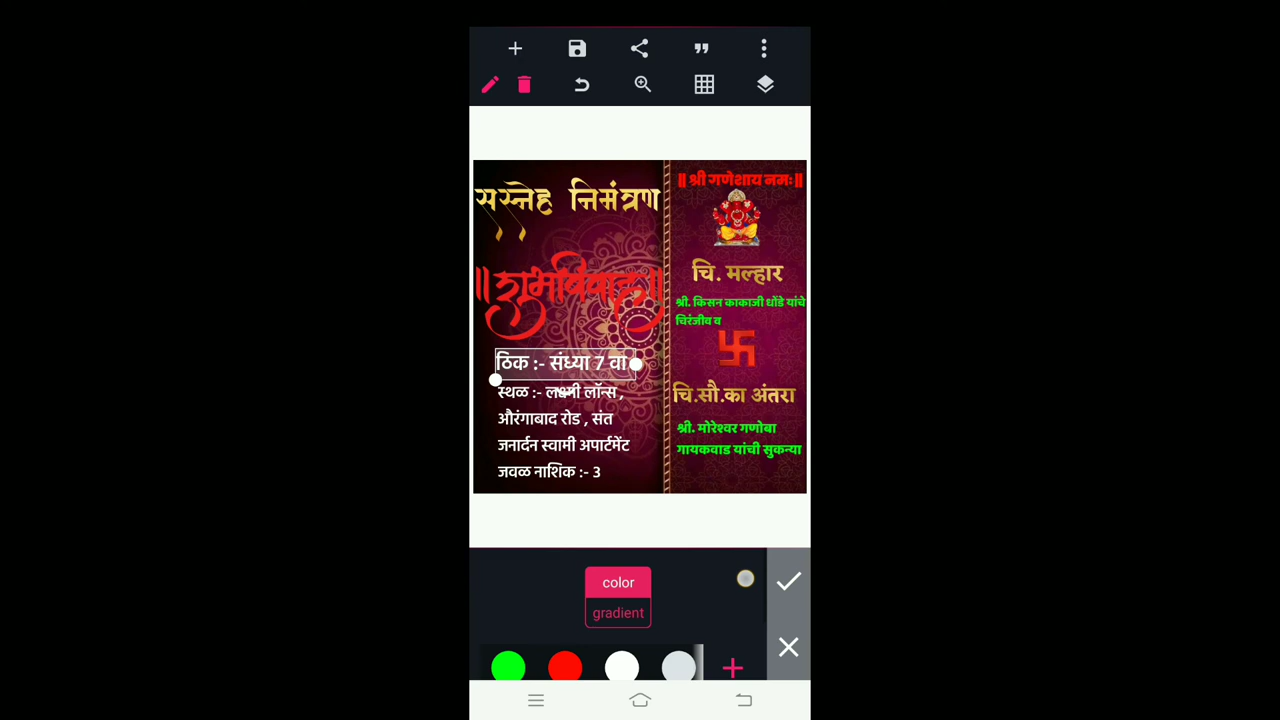 सस्नेह निमंत्रण
॥शुभविवाह॥
ठिक :- संध्या 7 वा
स्थळ :- लक्ष्मी लॉन्स ,
औरंगाबाद रोड , संत
जनार्दन स्वामी अपार्टमेंट
जवळ नाशिक :- 3
॥श्री गणेशाय नमः॥
चि. मल्हार
श्री. किसन काकाजी धोंडे यांचे
चिरंजीव व
चि.सौ.का अंतरा
श्री. मोरेश्वर गणोबा
गायकवाड यांची सुकन्या
color
gradient